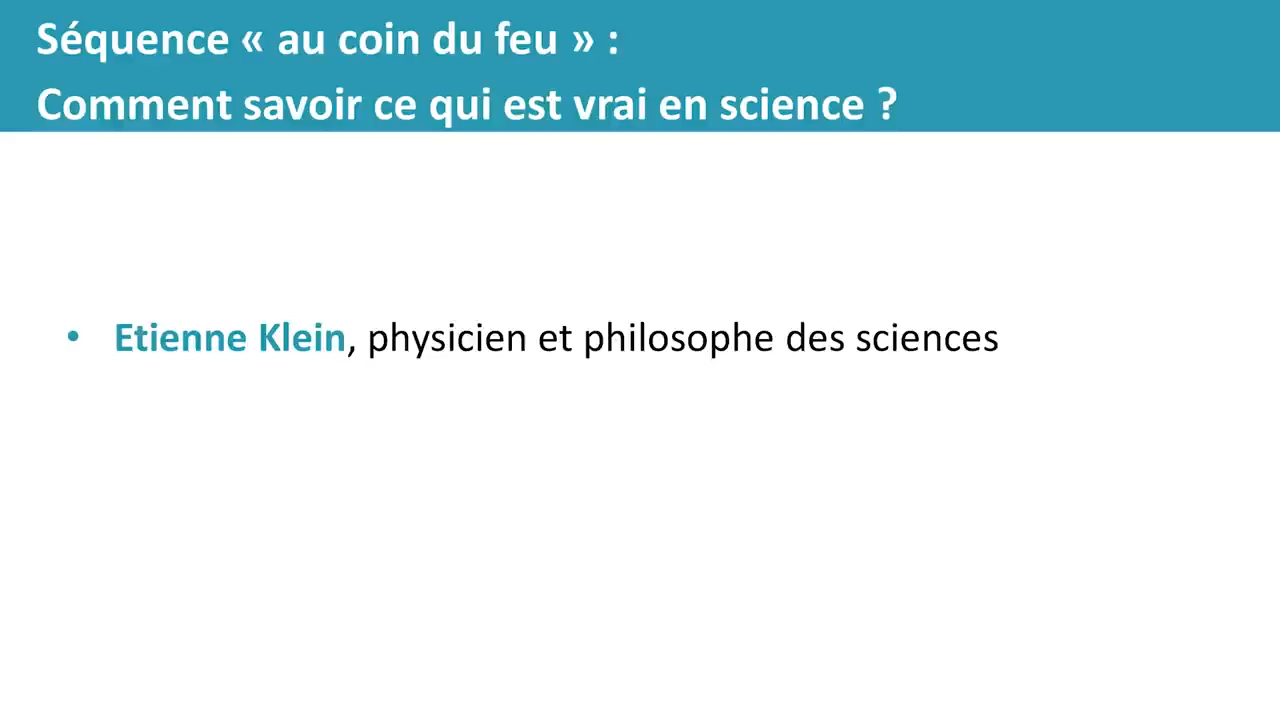 Séquence « au coin du feu » :
Comment savoir ce qui est vrai en science ?
• Etienne Klein, physicien et philosophe des sciences